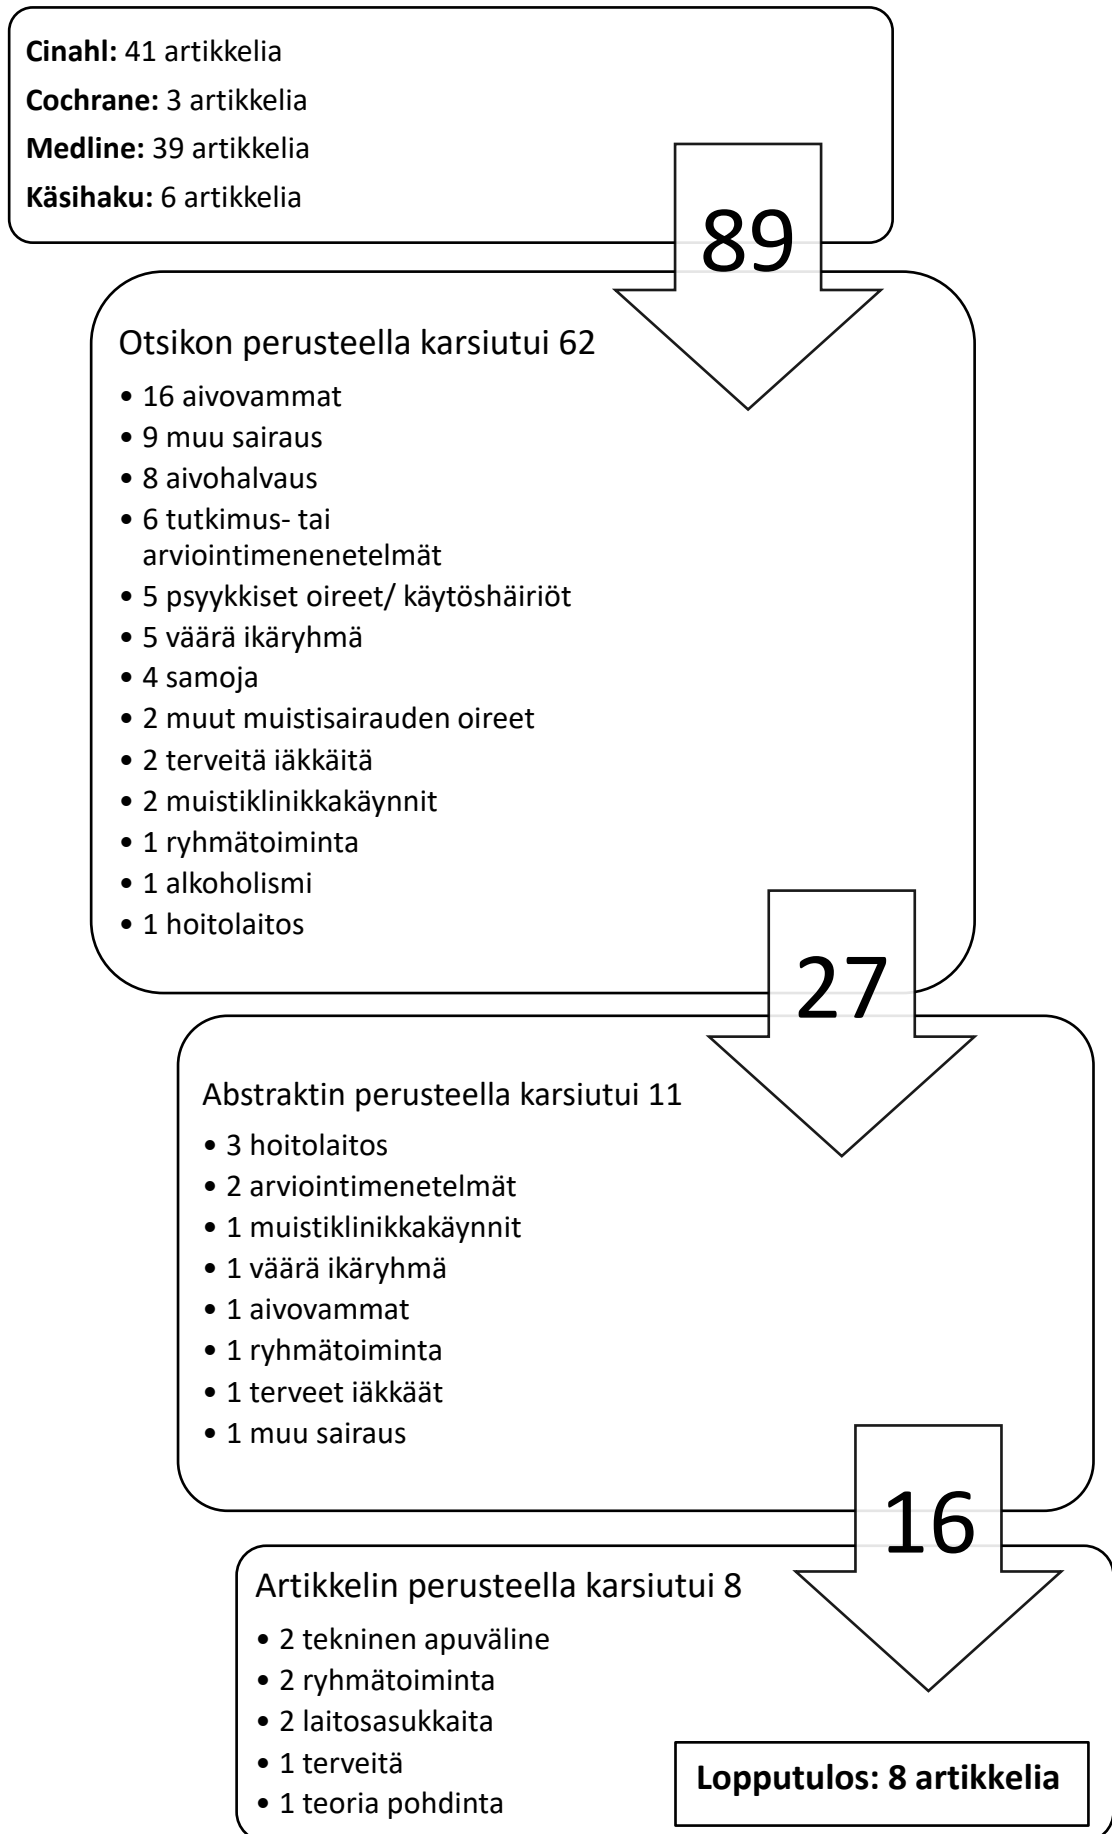 Cinahl: 41 artikkelia
Cochrane: 3 artikkelia
Medline: 39 artikkelia
Käsihaku: 6 artikkelia
89
Otsikon perusteella karsiutui 62
• 16 aivovammat
• 9 muu sairaus
• 8 aivohalvaus
• 6 tutkimus- tai
arviointimenenetelmät
• 5 psyykkiset oireet/ käytöshäiriöt
• 5 väärä ikäryhmä
• 4 samoja
• 2 muut muistisairauden oireet
• 2 terveitä iäkkäitä
• 2 muistiklinikkakäynnit
• 1 ryhmätoiminta
• 1 alkoholismi
• 1 hoitolaitos
27
Abstraktin perusteella karsiutui 11
• 3 hoitolaitos
• 2 arviointimenetelmät
• 1 muistiklinikkakäynnit
• 1 väärä ikäryhmä
• 1 aivovammat
• 1 ryhmätoiminta
• 1 terveet iäkkäät
• 1 muu sairaus
16
Artikkelin perusteella karsiutui 8
• 2 tekninen apuväline
• 2 ryhmätoiminta
• 2 laitosasukkaita
• 1 terveitä
• 1 teoria pohdinta
Lopputulos: 8 artikkelia